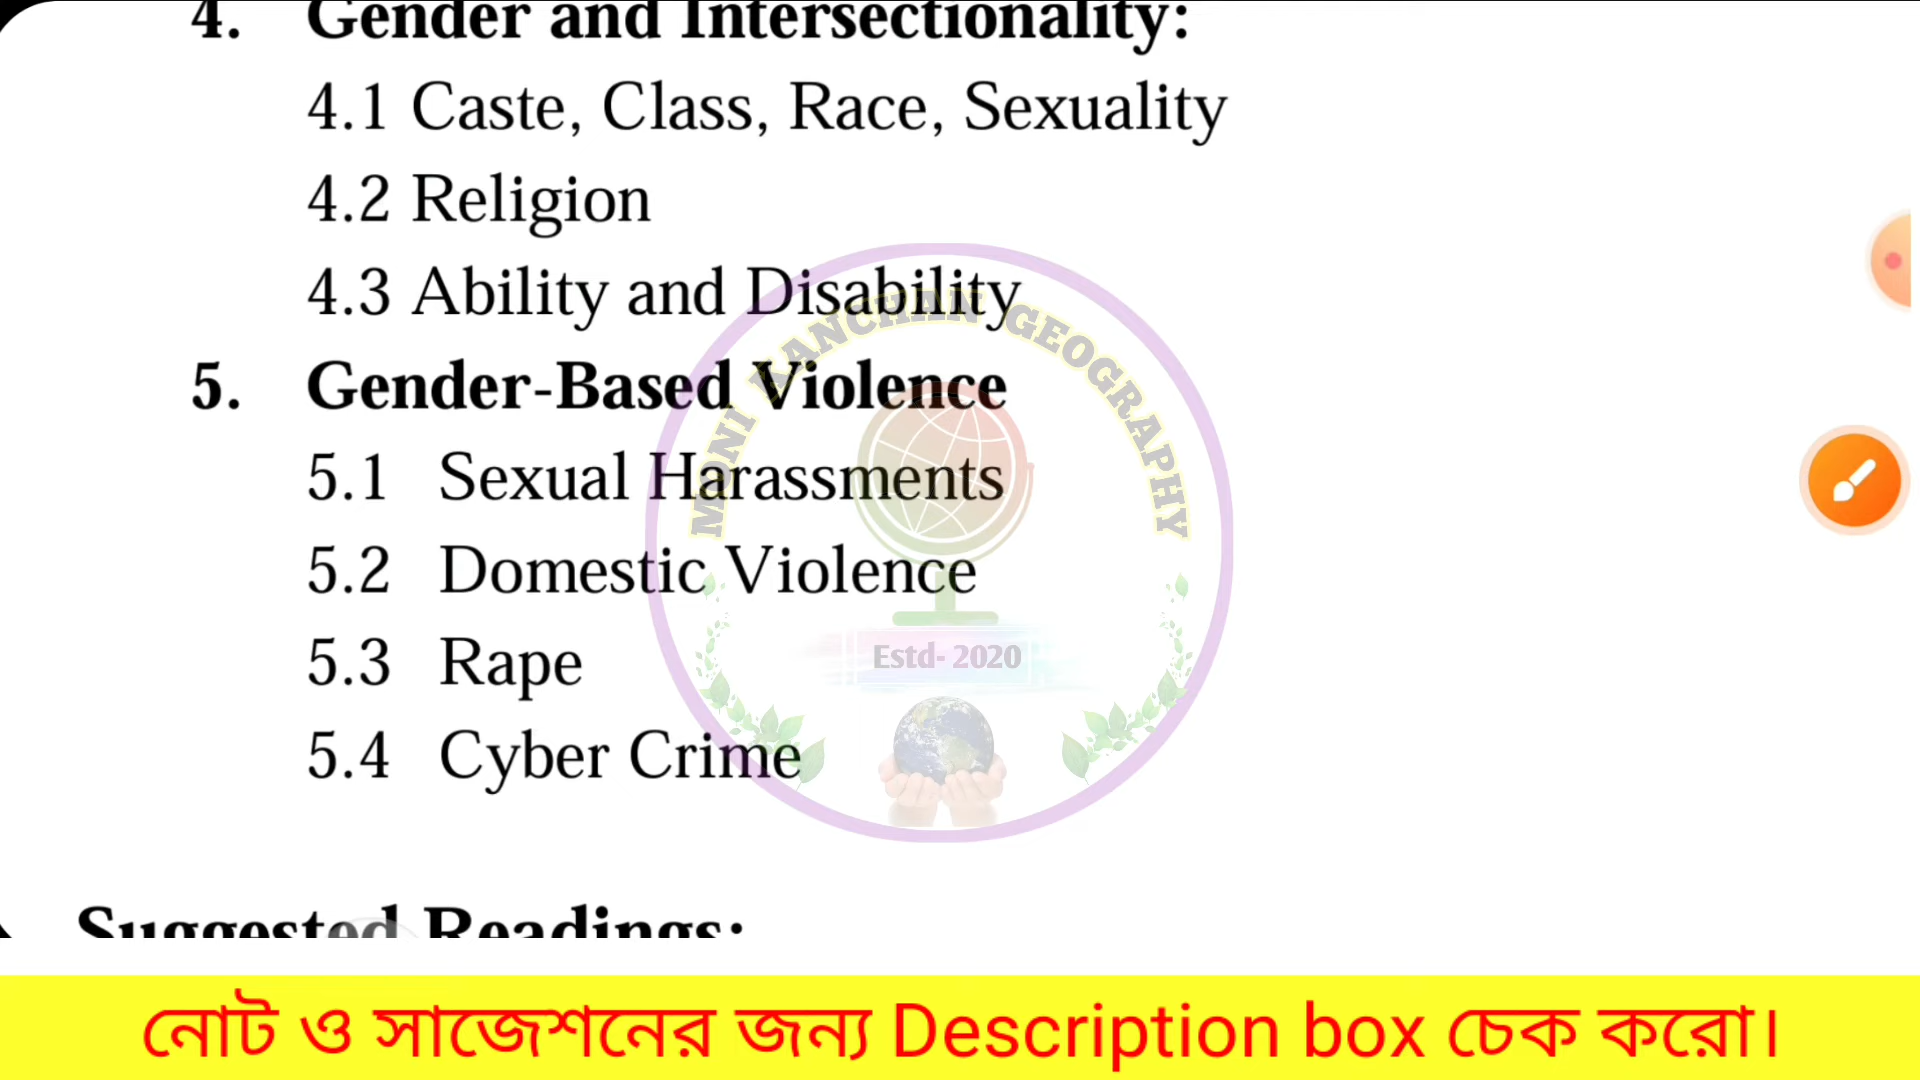 4. Gender and Intersectionality:
4.1 Caste, Class, Race, Sexuality
4.2 Religion
4.3 Ability and Disability
5. Gender-Based Violence
5.1 Sexual Harassments
5.2 Domestic Violence
5.3 Rape
5.4 Cyber Crime
MONI KANCHAN GEOGRAPHY
Estd- 2020
Suggested Readings:
নোট ও সাজেশনের জন্য Description box চেক করো।